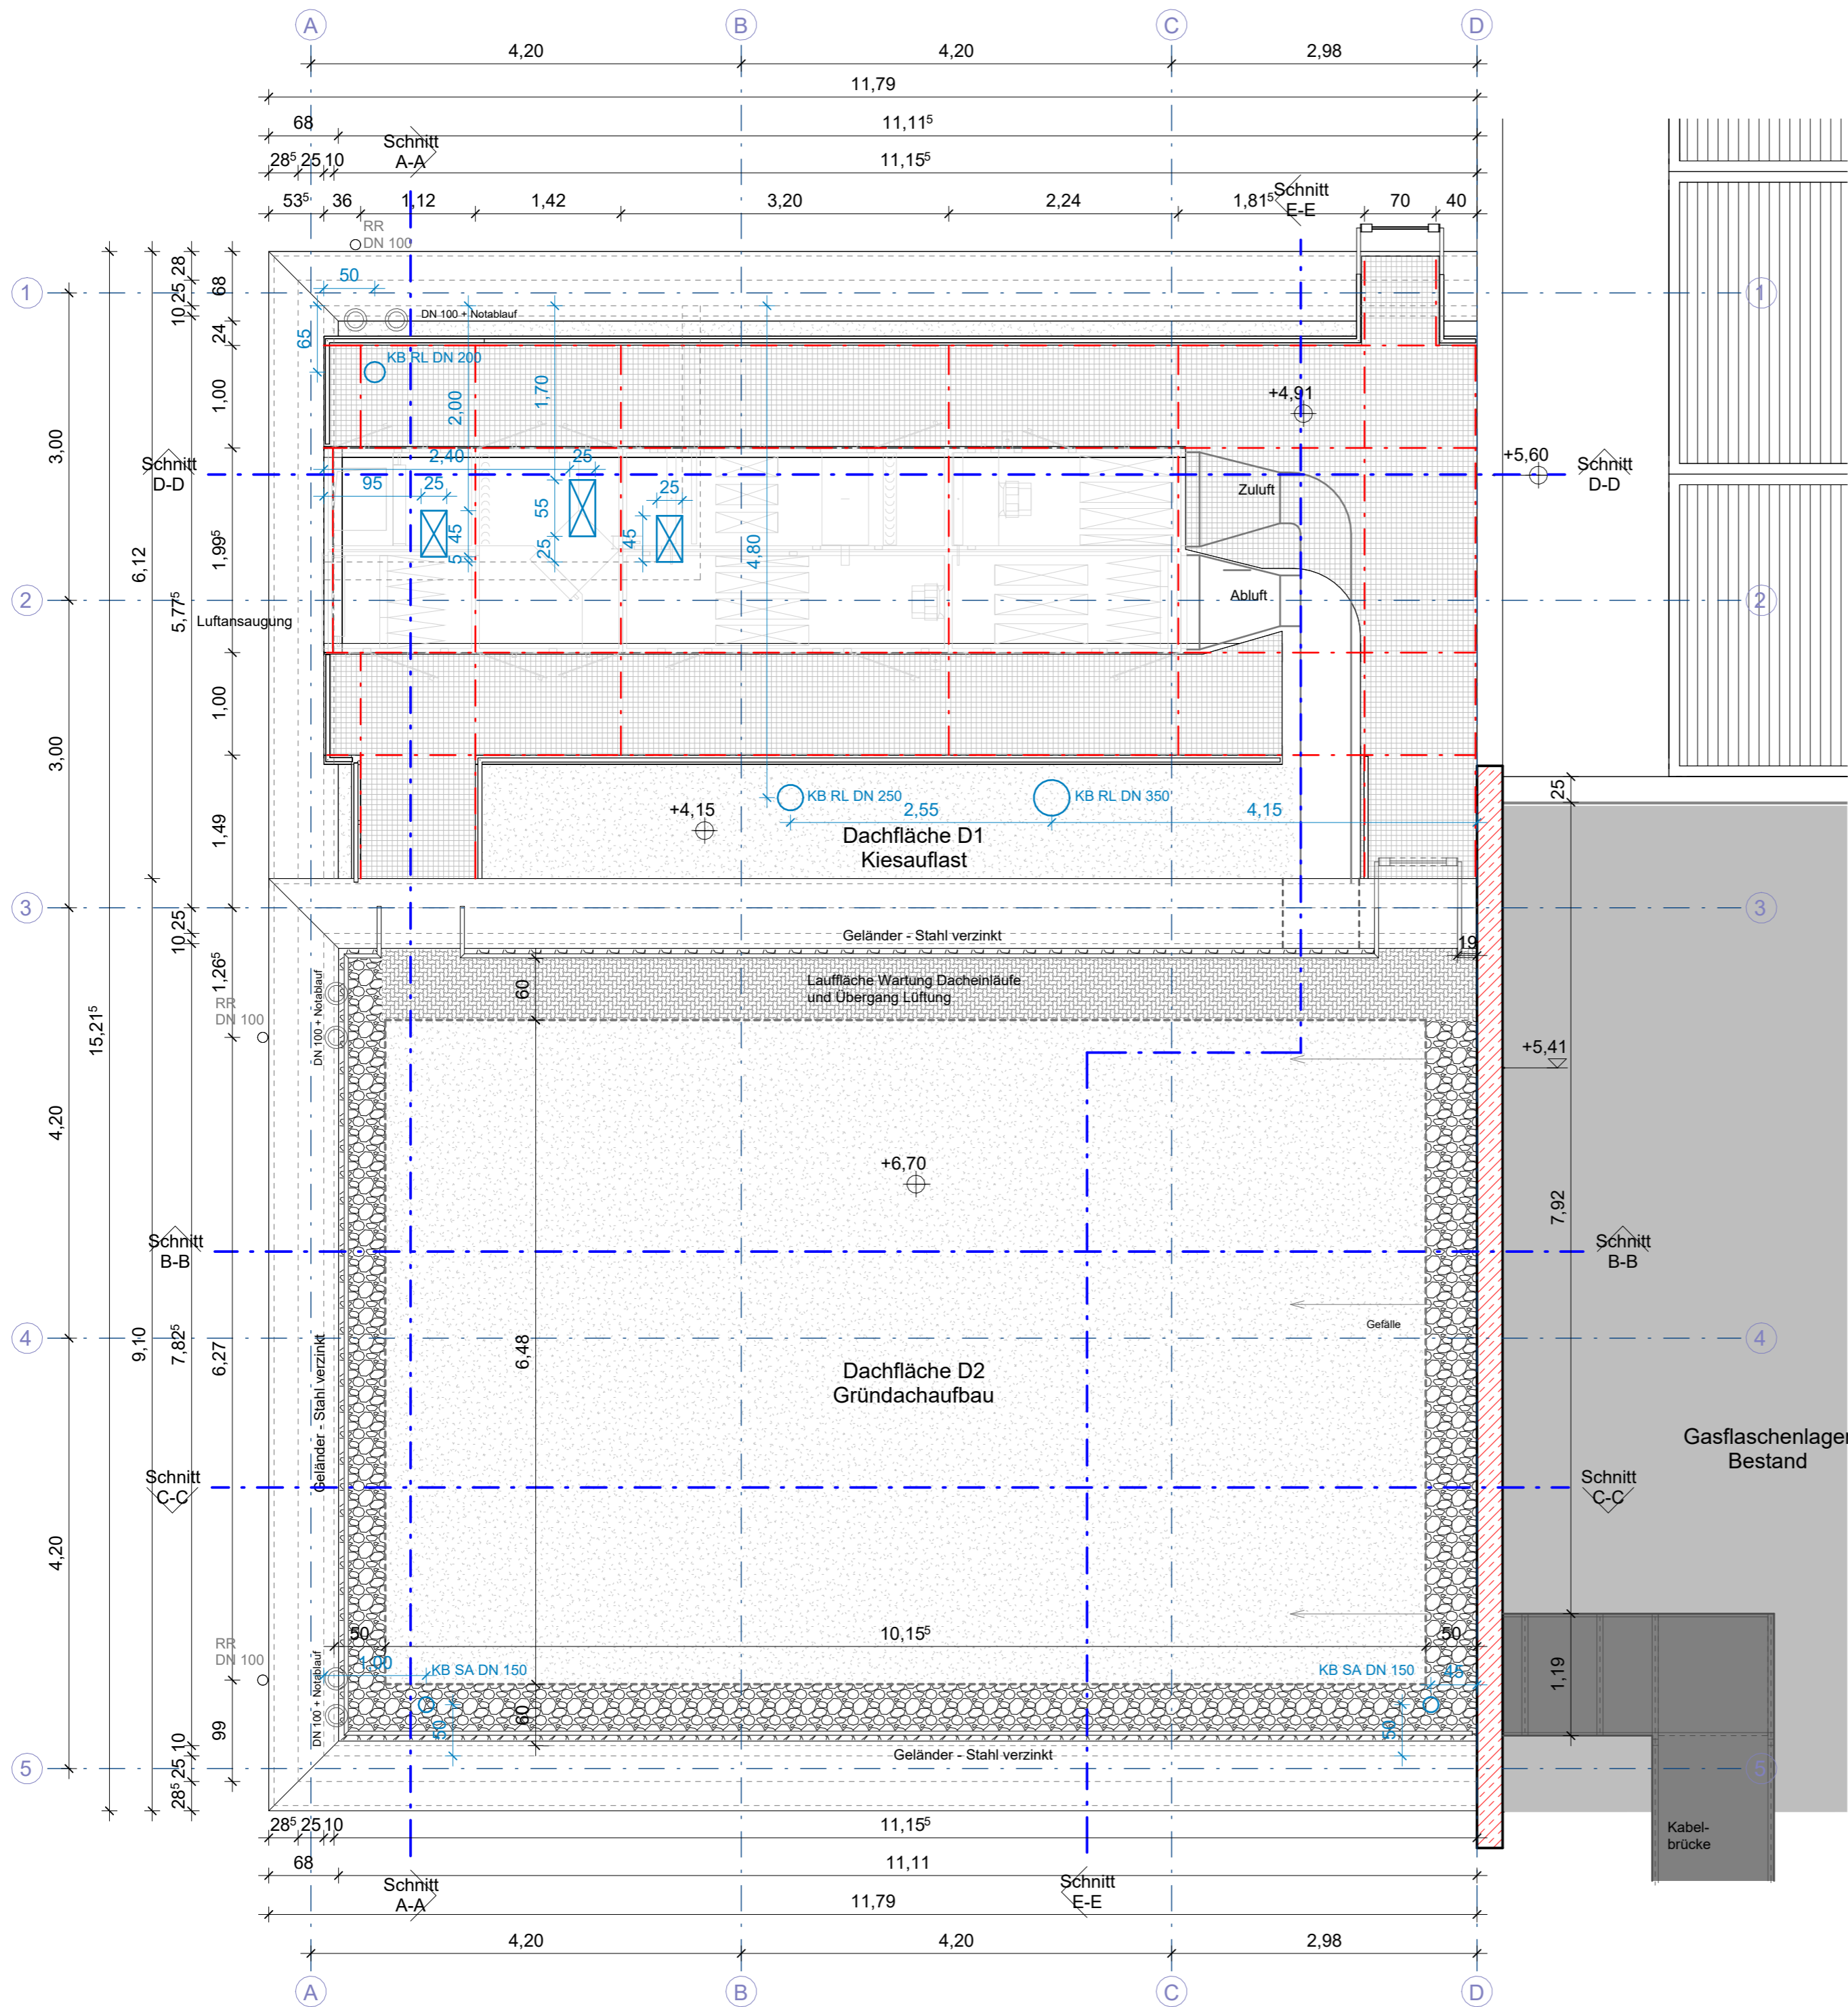 A
B
C
D
4,20
4,20
2,98
11,79
68
11,11⁵
Schnitt
A-A
28⁵ 25 10
11,15⁵
53⁵
36
1,12
1,42
3,20
2,24
1,81⁵
Schnitt
E-E
70
40
RR
DN 100
28
25
10
68
50
1
1
DN 100 + Notablauf
24
65
KB RL DN 200
1,00
2,00
1,70
+4,91
3,00
Schnitt
D-D
2,40
25
+5,60
Schnitt
D-D
95
25
25
Zuluft
55
45
45
25
5
4,80
1,99⁵
6,12
2
5,77⁵
Luftansaugung
Abluft
2
1,00
3,00
25
KB RL DN 250
KB RL DN 350
+4,15
2,55
4,15
1,49
Dachfläche D1
Kiesauflast
3
3
10 25
Geländer - Stahl verzinkt
19
1,26⁵
60
Lauffläche Wartung Dacheinläufe
und Übergang Lüftung
RR
DN 100
DN 100 + Notablauf
15,21⁵
+5,41
4,20
+6,70
7,92
Schnitt
B-B
Schnitt
B-B
Gefälle
4
4
9,10
7,82⁵
6,27
6,48
Geländer - Stahl verzinkt
Dachfläche D2
Gründachaufbau
Gasflaschenlager
Bestand
Schnitt
C-C
Schnitt
C-C
4,20
50
10,15⁵
50
RR
DN 100
DN 100 + Notablauf
1,00
KB SA DN 150
KB SA DN 150
45
1,19
50
60
50
99
10
25
28⁵
Geländer - Stahl verzinkt
5
5
28⁵ 25 10
11,15⁵
Kabel-
brücke
68
11,11
Schnitt
A-A
Schnitt
E-E
11,79
4,20
4,20
2,98
A
B
C
D